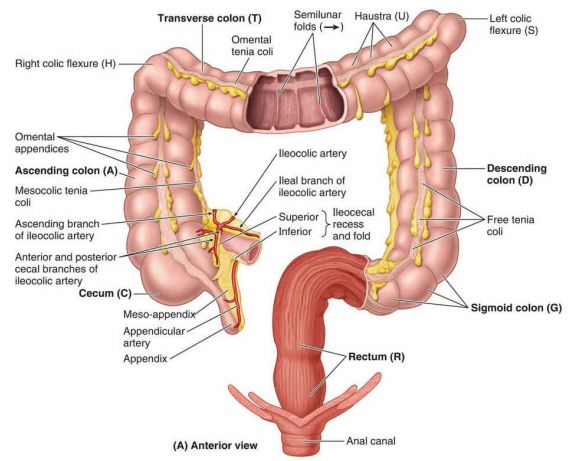 Transverse colon (T)
Omental
tenia coli
Semilunar
folds (→)
Haustra (U)
Left colic
flexure (S)
Right colic flexure (H)
Omental
appendices
Ascending colon (A)
Mesocolic tenia
coli
Ascending branch
of ileocolic artery
Anterior and posterior
cecal branches of
ileocolic artery
Cecum (C)
Meso-appendix
Appendicular
artery
Appendix
Ileocolic artery
Ileal branch of
ileocolic artery
Superior
Inferior
Ileocecal
recess
and fold
Descending
colon (D)
Free tenia
coli
Sigmoid colon (G)
Rectum (R)
Anal canal
(A) Anterior view